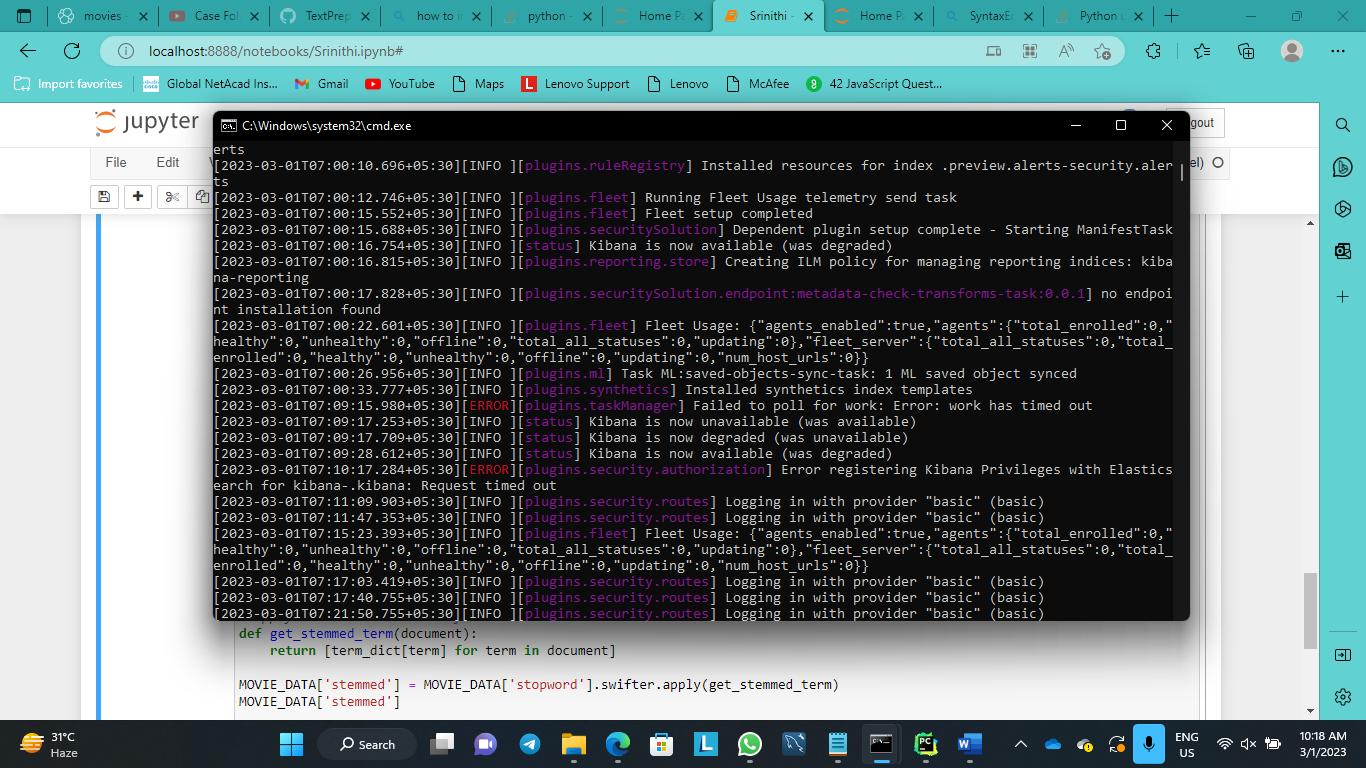 movies -
Case Fol
TextPrep
how to i
python -
Home Pa
Srinithi -
Home Pa
SyntaxEr
Python u
localhost:8888/notebooks/Srinithi.ipynb#
Import favorites
Global NetAcad Ins...
Gmail
YouTube
Maps
Lenovo Support
Lenovo
McAfee
42 JavaScript Quest...
jupyter
gout
File Edit
el)
C:\Windows\system32\cmd.exe
erts
[2023-03-01T07:00:10.696+05:30][INFO ][plugins.ruleRegistry] Installed resources for index .preview.alerts-security.aler
ts
[2023-03-01T07:00:12.746+05:30][INFO ][plugins.fleet] Running Fleet Usage telemetry send task
[2023-03-01T07:00:15.552+05:30][INFO ][plugins.fleet] Fleet setup completed
[2023-03-01T07:00:15.688+05:30][INFO ][plugins.securitySolution] Dependent plugin setup complete - Starting ManifestTask
[2023-03-01T07:00:16.754+05:30][INFO ][status] Kibana is now available (was degraded)
[2023-03-01T07:00:16.815+05:30][INFO ][plugins.reporting.store] Creating ILM policy for managing reporting indices: kiba
na-reporting
[2023-03-01T07:00:17.828+05:30][INFO ][plugins.securitySolution.endpoint:metadata-check-transforms-task:0.0.1] no endpoi
nt installation found
[2023-03-01T07:00:22.601+05:30][INFO ][plugins.fleet] Fleet Usage: {"agents_enabled":true,"agents":{"total_enrolled":0,"
healthy":0,"unhealthy":0,"offline":0,"total_all_statuses":0,"updating":0},"fleet_server":{"total_all_statuses":0,"total_
enrolled":0,"healthy":0,"unhealthy":0,"offline":0,"updating":0,"num_host_urls":0}}
[2023-03-01T07:00:26.956+05:30][INFO ][plugins.ml] Task ML:saved-objects-sync-task: 1 ML saved object synced
[2023-03-01T07:00:33.777+05:30][INFO ][plugins.synthetics] Installed synthetics index templates
[2023-03-01T07:09:15.980+05:30][ERROR][plugins.taskManager] Failed to poll for work: Error: work has timed out
[2023-03-01T07:09:17.253+05:30][INFO ][status] Kibana is now unavailable (was available)
[2023-03-01T07:09:17.709+05:30][INFO ][status] Kibana is now degraded (was unavailable)
[2023-03-01T07:09:28.612+05:30][INFO ][status] Kibana is now available (was degraded)
[2023-03-01T07:10:17.284+05:30][ERROR][plugins.security.authorization] Error registering Kibana Privileges with Elastics
earch for kibana-.kibana: Request timed out
[2023-03-01T07:11:09.903+05:30][INFO ][plugins.security.routes] Logging in with provider "basic" (basic)
[2023-03-01T07:11:47.353+05:30][INFO ][plugins.security.routes] Logging in with provider "basic" (basic)
[2023-03-01T07:15:23.393+05:30][INFO ][plugins.fleet] Fleet Usage: {"agents_enabled":true,"agents":{"total_enrolled":0,"
healthy":0,"unhealthy":0,"offline":0,"total_all_statuses":0,"updating":0},"fleet_server":{"total_all_statuses":0,"total_
enrolled":0,"healthy":0,"unhealthy":0,"offline":0,"updating":0,"num_host_urls":0}}
[2023-03-01T07:17:03.419+05:30][INFO ][plugins.security.routes] Logging in with provider "basic" (basic)
[2023-03-01T07:17:40.755+05:30][INFO ][plugins.security.routes] Logging in with provider "basic" (basic)
[2023-03-01T07:21:50.755+05:30][INFO ][plugins.security.routes] Logging in with provider "basic" (basic)
def get_stemmed_term(document):
return [term_dict[term] for term in document]
MOVIE_DATA['stemmed'] = MOVIE_DATA['stopword'].swifter.apply(get_stemmed_term)
MOVIE_DATA['stemmed']
31°C
Haze
Search
ENG
US
10:18 AM
3/1/2023